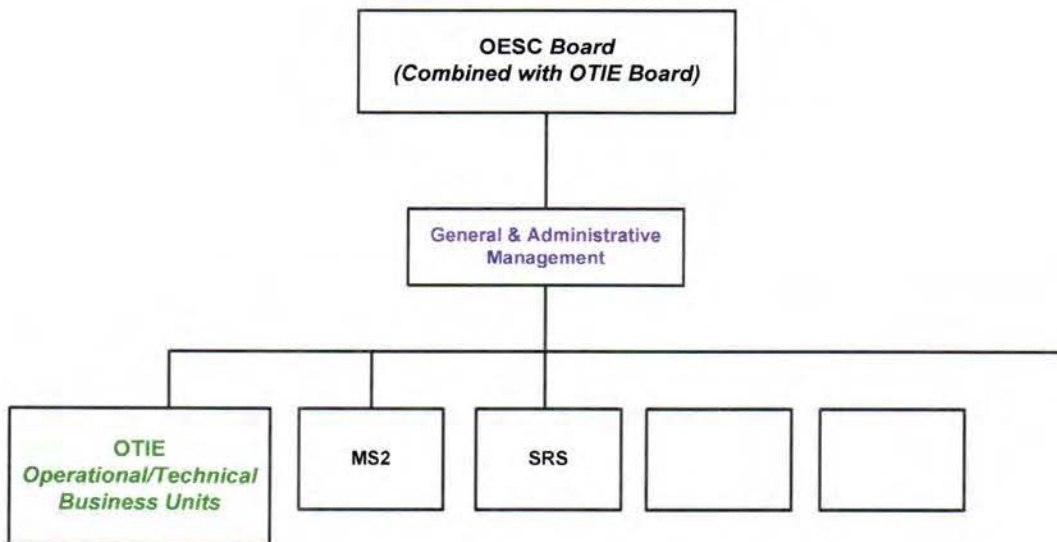 OESC Board
(Combined with OTIE Board)
General & Administrative
Management
OTIE
Operational/Technical
Business Units
MS2
SRS